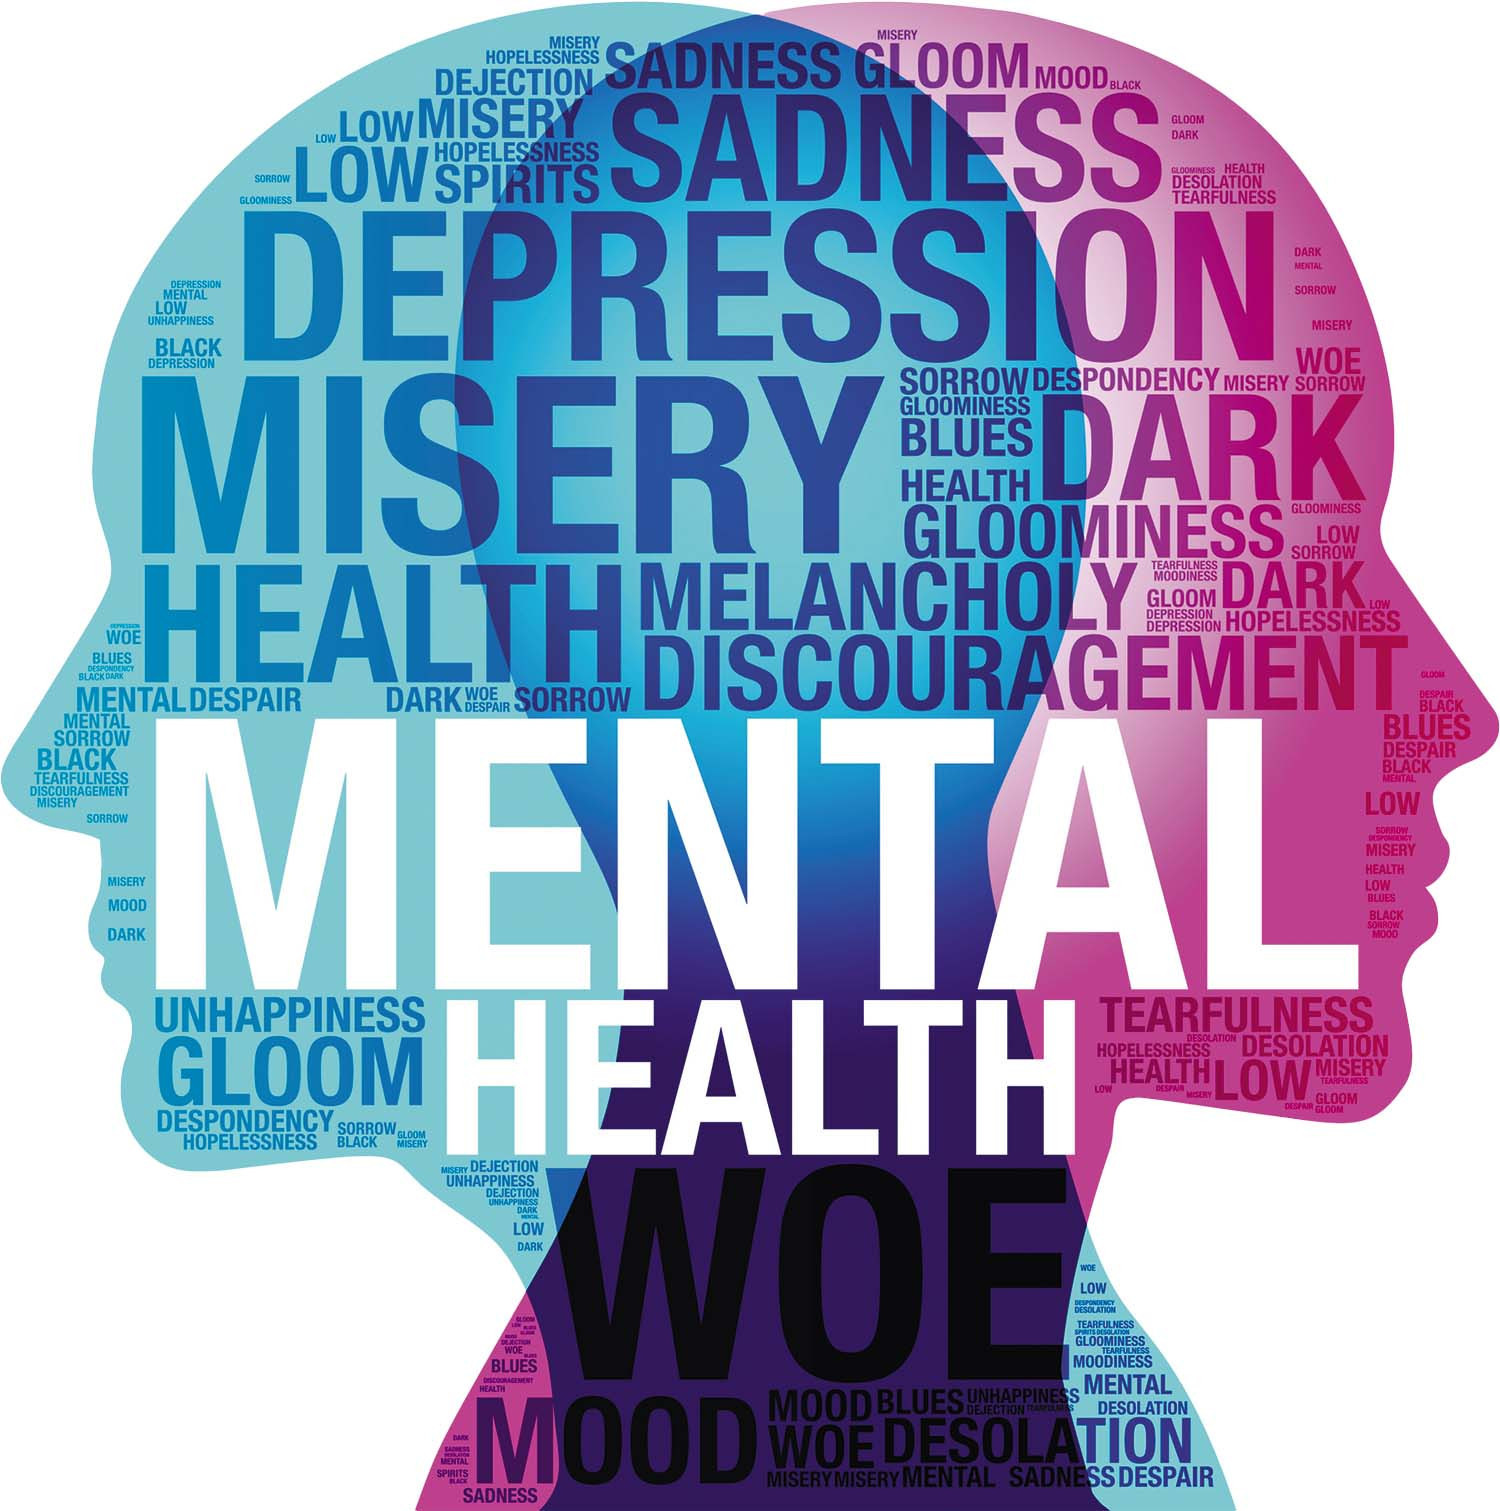 MISERY MISERY
HOPELESSNESS SADNESS GLOOM MOOD BLACK
DEJECTION
LOW LOW MISERY SADNESS GLOOM
DARK
HOPELESSNESS
SORROW LOW SPIRITS GLOOMINESS HEALTH
DESOLATION
GLOOMINESS TEARFULNESS
DEPRESSION
DARK
MENTAL
DEPRESSION
MENTAL
LOW
UNHAPPINESS
SORROW
MISERY
BLACK
DEPRESSION
WOE
MISERY
SORROW DESPONDENCY MISERY SORROW
GLOOMINESS
BLUES DARK
HEALTH
GLOOMINESS
GLOOMINESS LOW
SORROW
HEALTH
MELANCHOLY TEARFULNESS
MOODINESS
DARK
GLOOM LOW
DEPRESSION
DEPRESSION HOPELESSNESS
DEPRESSION
WOE
DISCOURAGEMENT
BLUES
DESPONDENCY
BLACK DARK
GLOOM
MENTAL DESPAIR DARK WOE SORROW
DESPAIR
DESPAIR
BLACK
MENTAL
SORROW
BLACK
TEARFULNESS
DISCOURAGEMENT
MISERY
SORROW
MENTAL
BLUES
DESPAIR
BLACK
MENTAL
LOW
SORROW
DESPONDENCY
MISERY
HEALTH
LOW
BLUES
BLACK
SORROW
MOOD
MISERY
MOOD
DARK
UNHAPPINESS
GLOOM
DESPONDENCY
HOPELESSNESS
SORROW
BLACK
GLOOM
MISERY
HEALTH
TEARFULNESS
DESOLATION
HOPELESSNESS DESOLATION
HEALTH LOW MISERY
TEARFULNESS
LOW DESPAIR MISERY
DESPAIR GLOOM
GLOOM
MISERY DEJECTION
UNHAPPINESS
DEJECTION
UNHAPPINESS
DARK
MENTAL
LOW
DARK
WOE
WOE
LOW
DESPONDENCY
DESOLATION
TEARFULNESS
SPIRITS DESOLATION
GLOOMINESS
TEARFULNESS
MOODINESS
GLOOM
LOW BLUES
GLOOM
DEJECTION
WOE
BLUES
DISCOURAGEMENT
HEALTH
MOOD
MOOD BLUES UNHAPPINESS MENTAL
DEJECTION TEARFULNESS DESOLATION
WOE DESOLATION
MISERY MISERY MENTAL SADNESS DESPAIR
DARK
SADNESS
DESOLATION
MENTAL
SPIRITS
BLACK
SADNESS